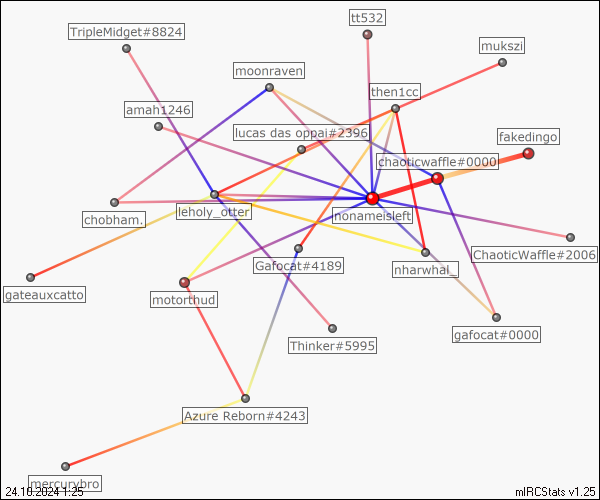 tt532
TripleMidget#8824
mukszi
moonraven
then1cc
amah1246
lucas das oppai#2396
fakedingo
chaoticwaffle#0000
chobham.
leholy_otter
nonameisleft
ChaoticWaffle#2006
Gafocat#4189
nharwhal_
gateauxcatto
motorthud
gafocat#0000
Thinker#5995
Azure Reborn#4243
mercurybro
24.10.2024 1:25
mIRCStats v1.25